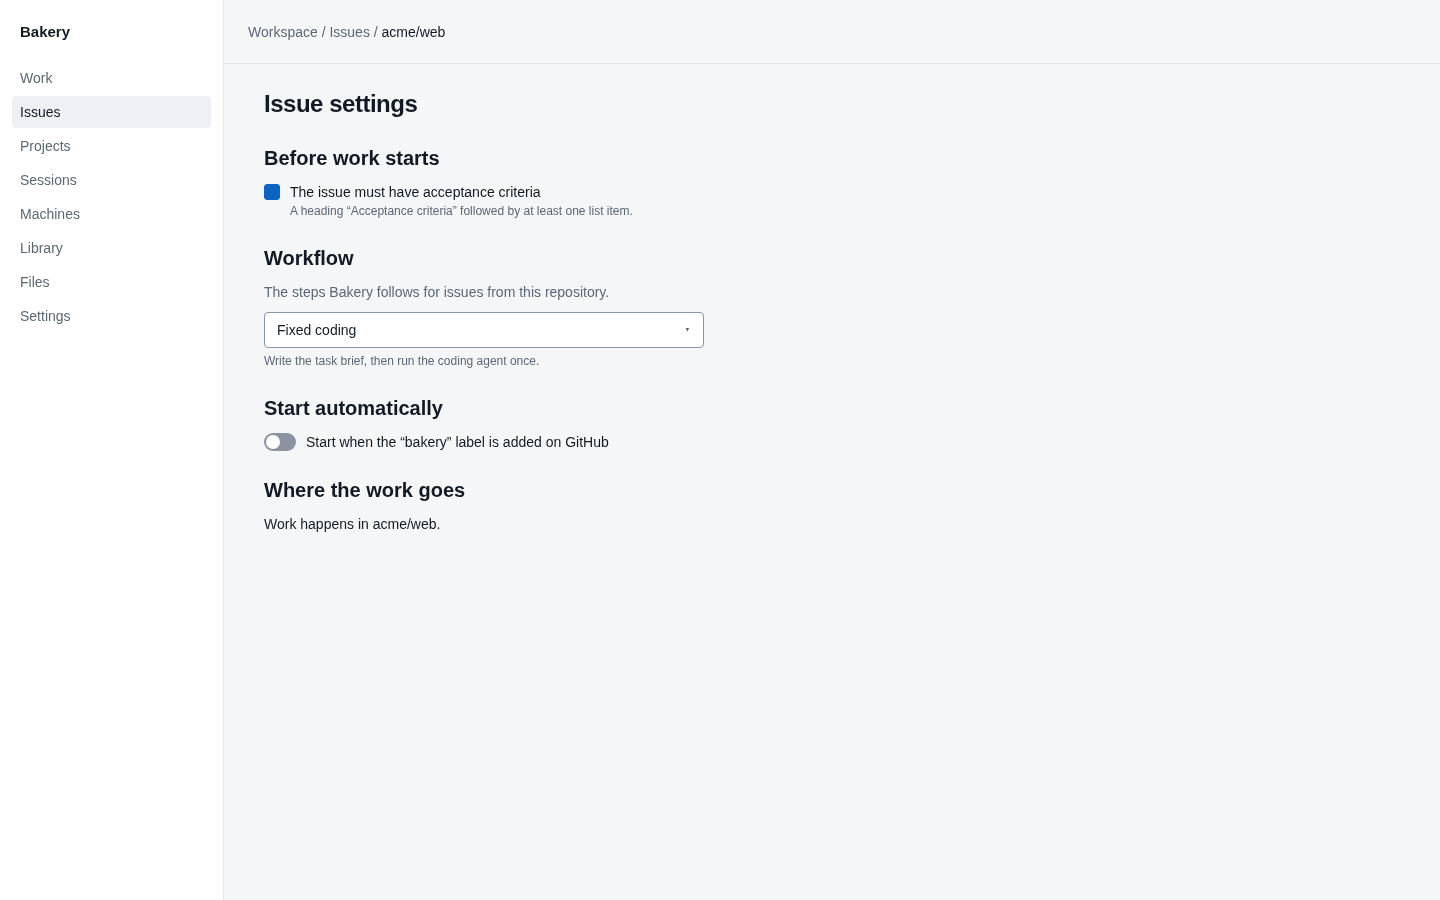 Bakery
Workspace / Issues / acme/web
Work
Issues
Projects
Sessions
Machines
Library
Files
Settings
Issue settings
Before work starts
The issue must have acceptance criteria
A heading “Acceptance criteria” followed by at least one list item.
Workflow
The steps Bakery follows for issues from this repository.
Fixed coding
Write the task brief, then run the coding agent once.
Start automatically
Start when the “bakery” label is added on GitHub
Where the work goes
Work happens in acme/web.